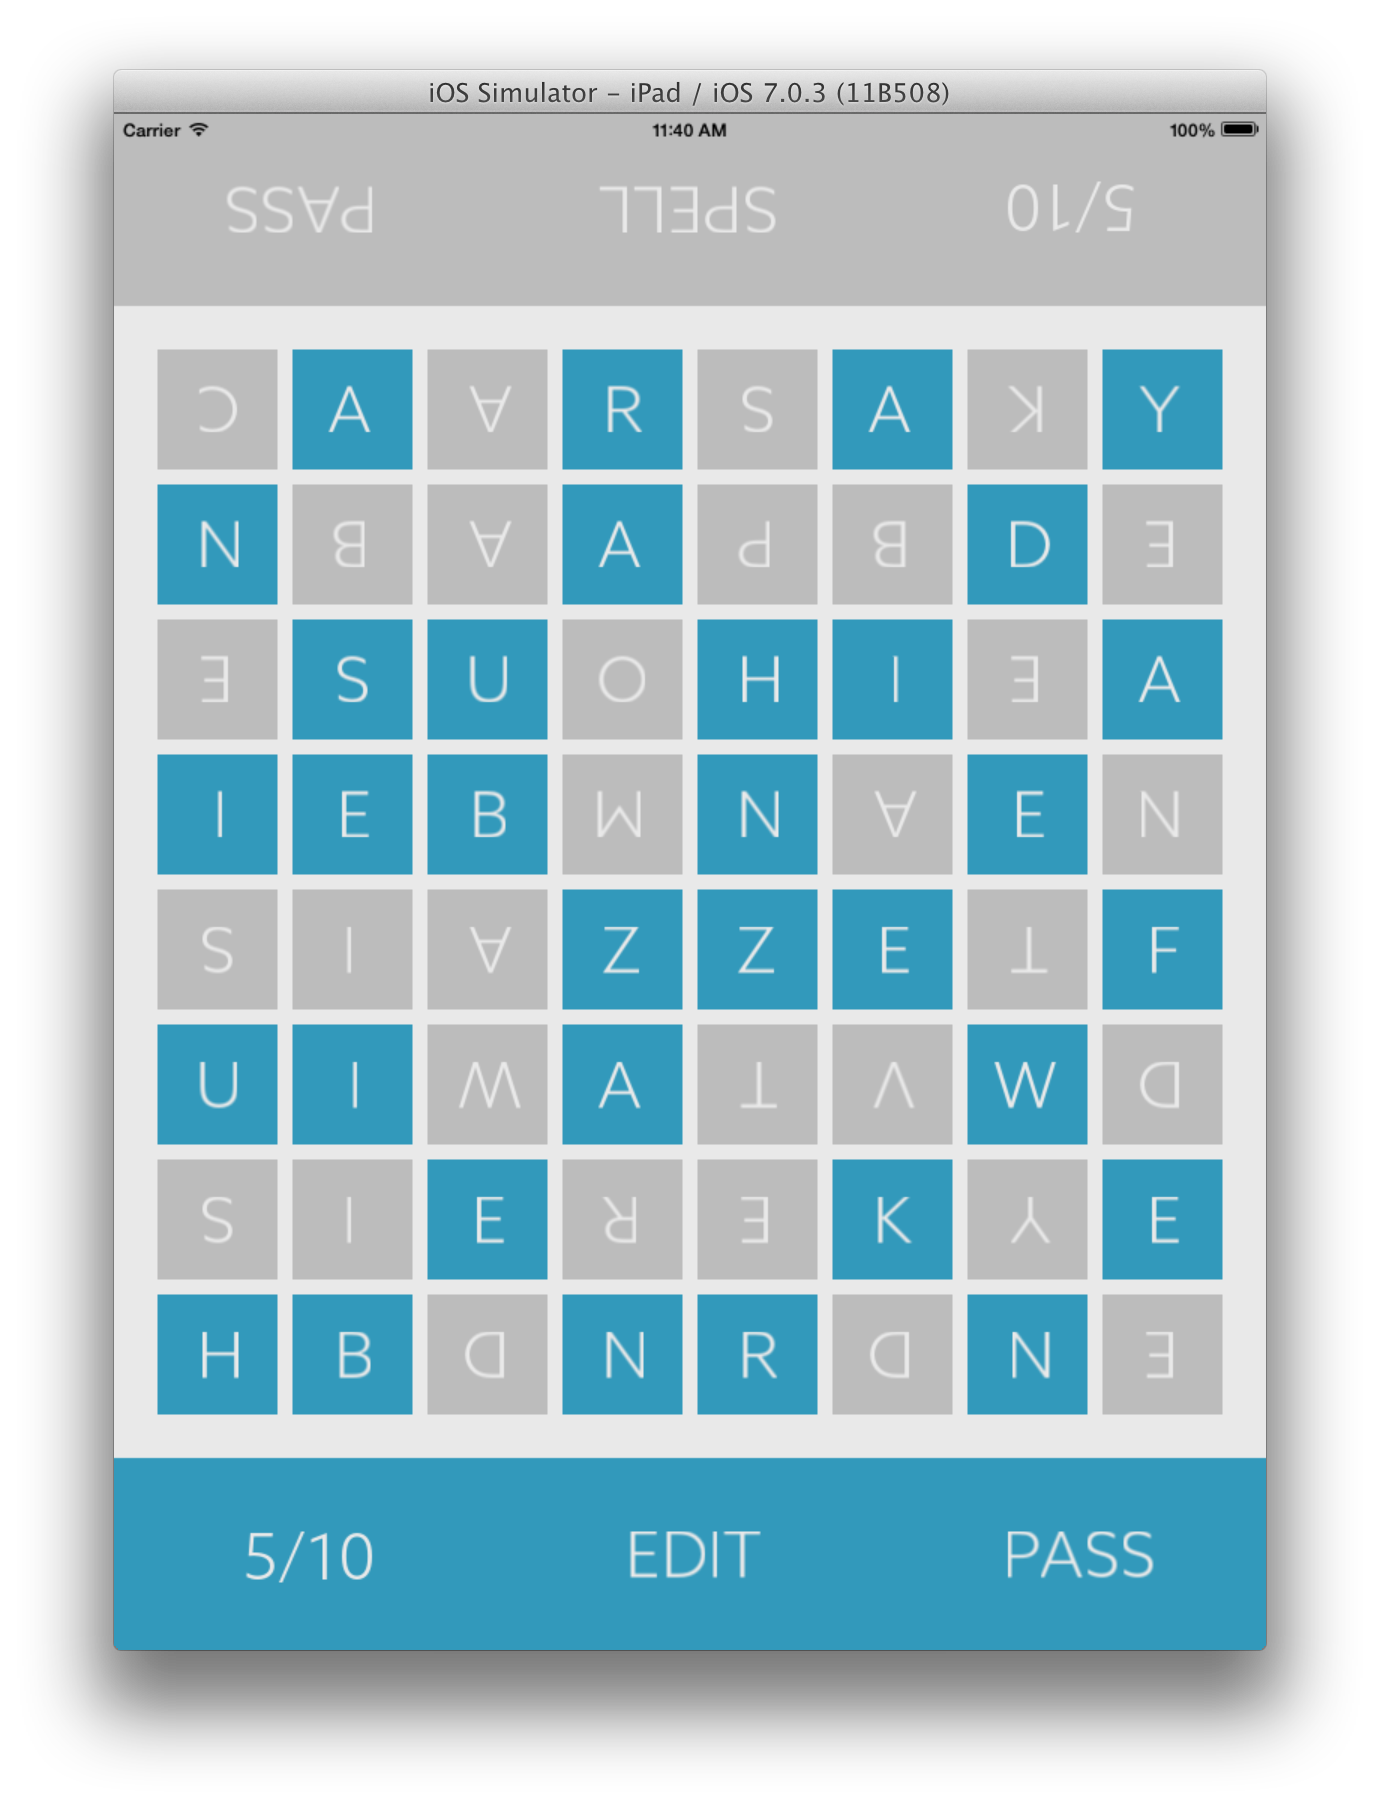 iOS Simulator – iPad / iOS 7.0.3 (11B508)
Carrier 11:40 AM 100%
PASS SPELL 5/10
C A A R S A K Y
N B A A P B D E
E S U O H I E A
I E B M N A E N
S I A Z Z E T F
U I W A T V W D
S I E R E K Y E
H B D N R D N E
5/10 EDIT PASS